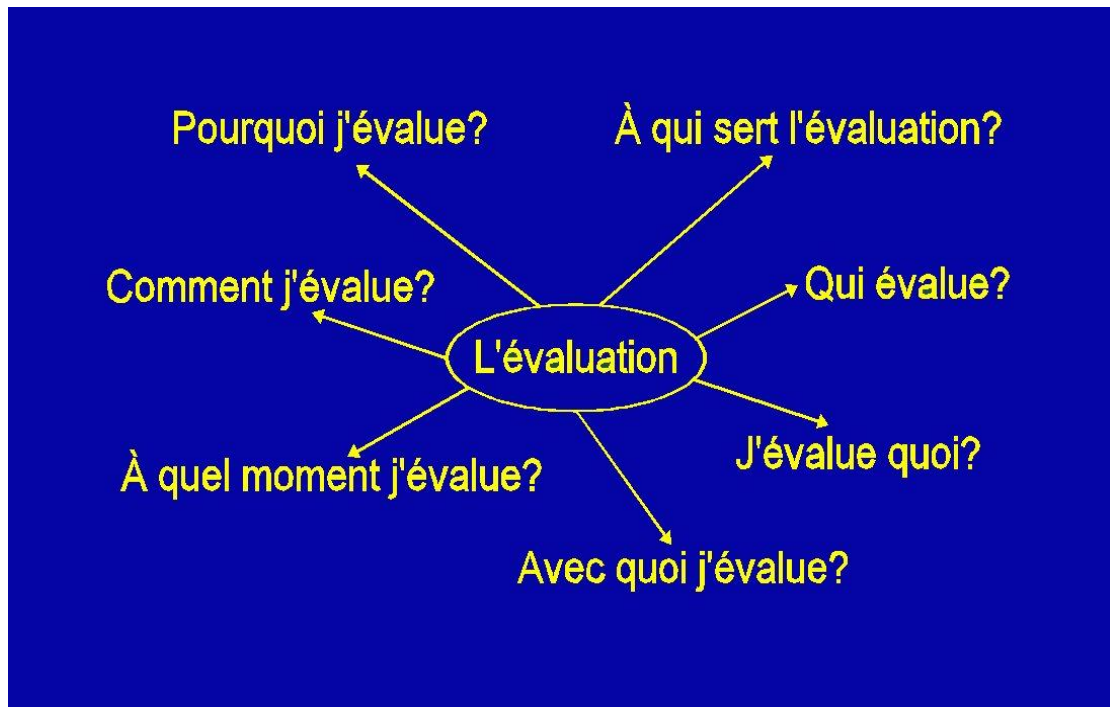 Pourquoi j'évalue?
À qui sert l'évaluation?
Comment j'évalue?
Qui évalue?
L'évaluation
À quel moment j'évalue?
J'évalue quoi?
Avec quoi j'évalue?